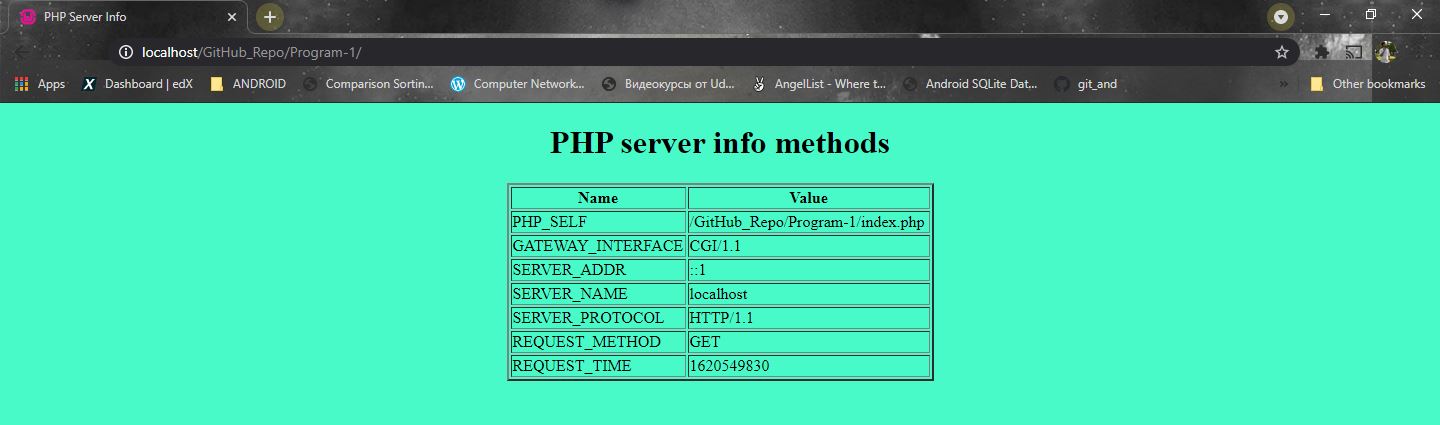 PHP Server Info
localhost/GitHub_Repo/Program-1/
Apps Dashboard | edX ANDROID Comparison Sortin... Computer Network... Видеокурсы от Ud... AngelList - Where t... Android SQLite Dat... git_and » Other bookmarks
PHP server info methods
Name Value
PHP_SELF /GitHub_Repo/Program-1/index.php
GATEWAY_INTERFACE CGI/1.1
SERVER_ADDR ::1
SERVER_NAME localhost
SERVER_PROTOCOL HTTP/1.1
REQUEST_METHOD GET
REQUEST_TIME 1620549830